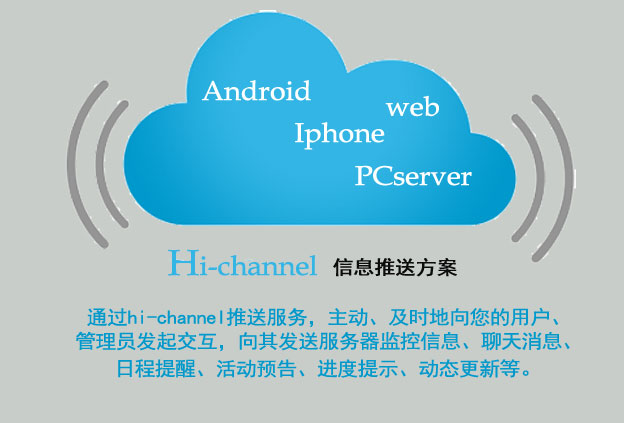 Android
web
Iphone
PCserver
Hi-channel 信息推送方案
通过hi-channel推送服务，主动、及时地向您的用户、
管理员发起交互，向其发送服务器监控信息、聊天消息、
日程提醒、活动预告、进度提示、动态更新等。